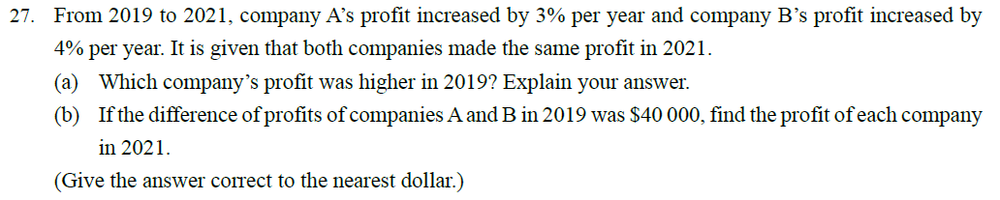 27. From 2019 to 2021, company A’s profit increased by 3% per year and company B’s profit increased by
4% per year. It is given that both companies made the same profit in 2021.
(a) Which company’s profit was higher in 2019? Explain your answer.
(b) If the difference of profits of companies A and B in 2019 was $40 000, find the profit of each company
in 2021.
(Give the answer correct to the nearest dollar.)